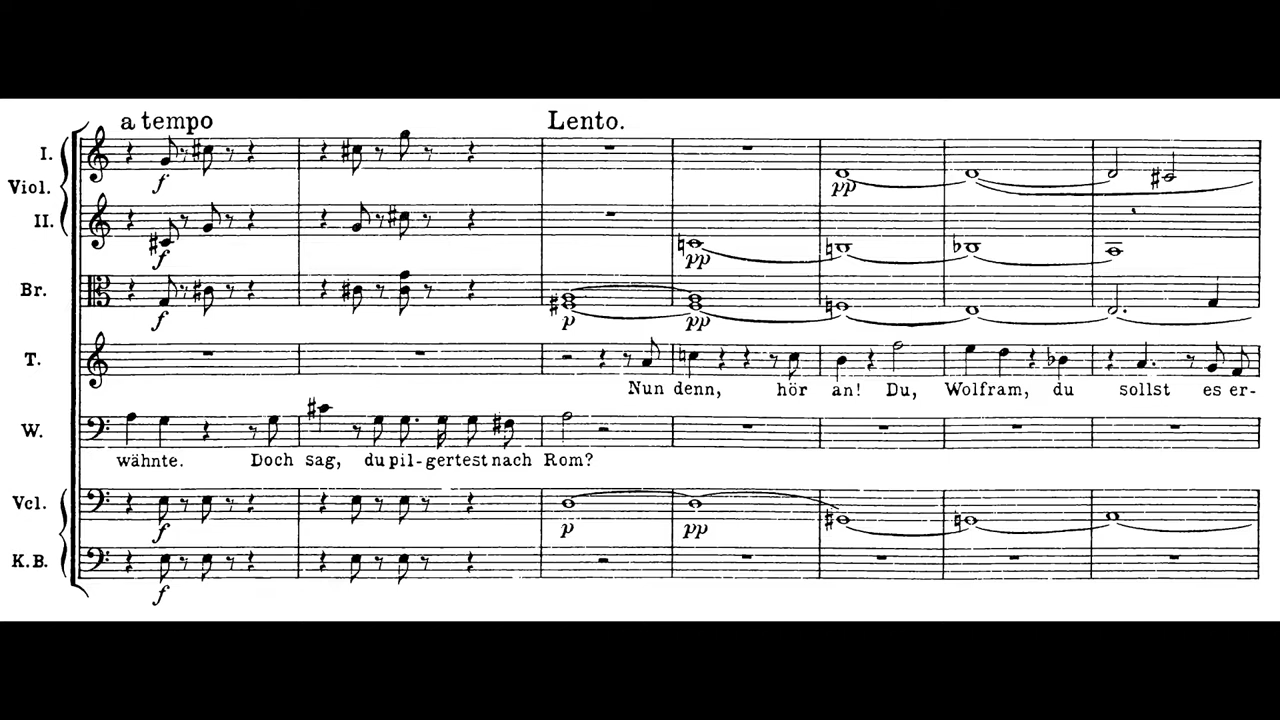 a tempo Lento.
I.
Viol.
f pp
II.
f pp
Br.
f p pp
T.
Nun denn, hör an! Du, Wolfram, du sollst es er-
W.
wähnte. Doch sag, du pil-gertest nach Rom?
Vcl.
f p pp
K.B.
f